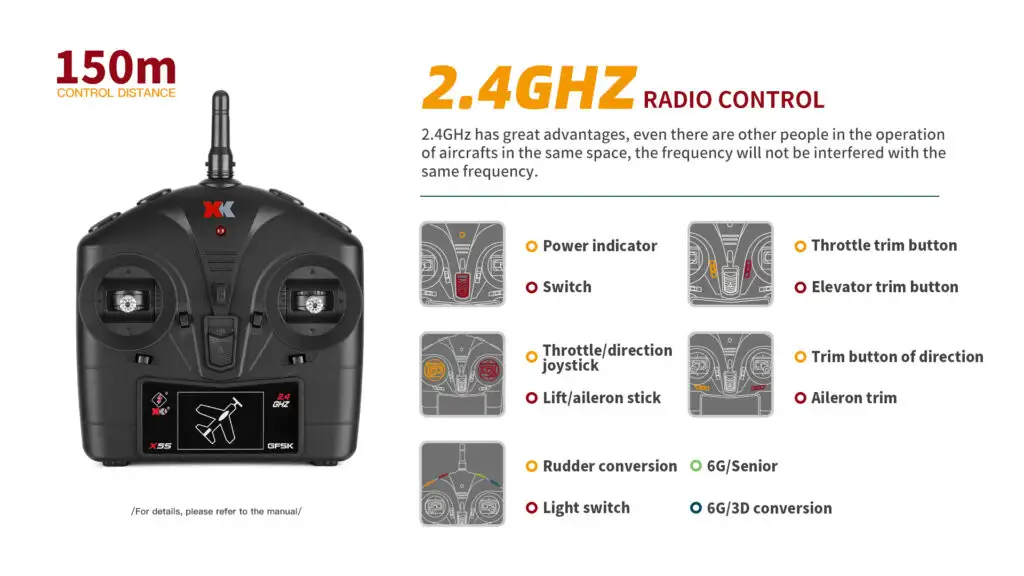 150m
CONTROL DISTANCE
XK
2.4
GHZ
XK
X5S
GFSK
/For details, please refer to the manual/
2.4GHZ RADIO CONTROL
2.4GHz has great advantages, even there are other people in the operation
of aircrafts in the same space, the frequency will not be interfered with the
same frequency.
Power indicator
Switch
Throttle trim button
Elevator trim button
Throttle/direction
joystick
Lift/aileron stick
Trim button of direction
Aileron trim
Rudder conversion
Light switch
6G/Senior
6G/3D conversion